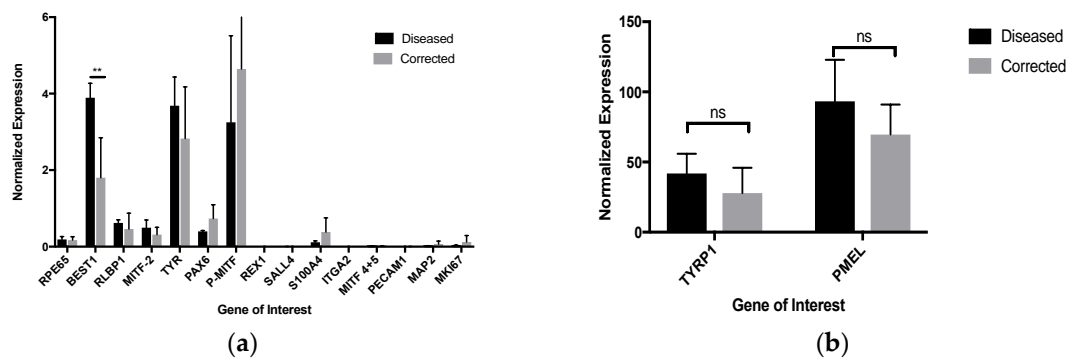 6
4
2
0
Normalized Expression
**
Diseased
Corrected
RPE65
BEST1
RLBP1
MITF-2
TYR
PAX6
P-MITF
REX1
SALL4
S100A4
ITGA2
MITF 4+5
PECAM1
MAP2
MKI67
Gene of Interest
(a)
150
100
50
0
Normalized Expression
ns
ns
Diseased
Corrected
TYRP1
PMEL
Gene of Interest
(b)